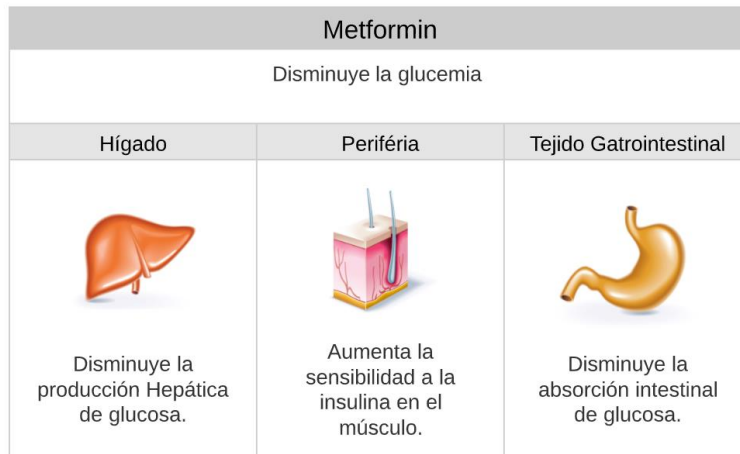 Metformin
Disminuye la glucemia
Hígado
Periféria
Tejido Gatrointestinal
Disminuye la
producción Hepática
de glucosa.
Aumenta la
sensibilidad a la
insulina en el
músculo.
Disminuye la
absorción intestinal
de glucosa.